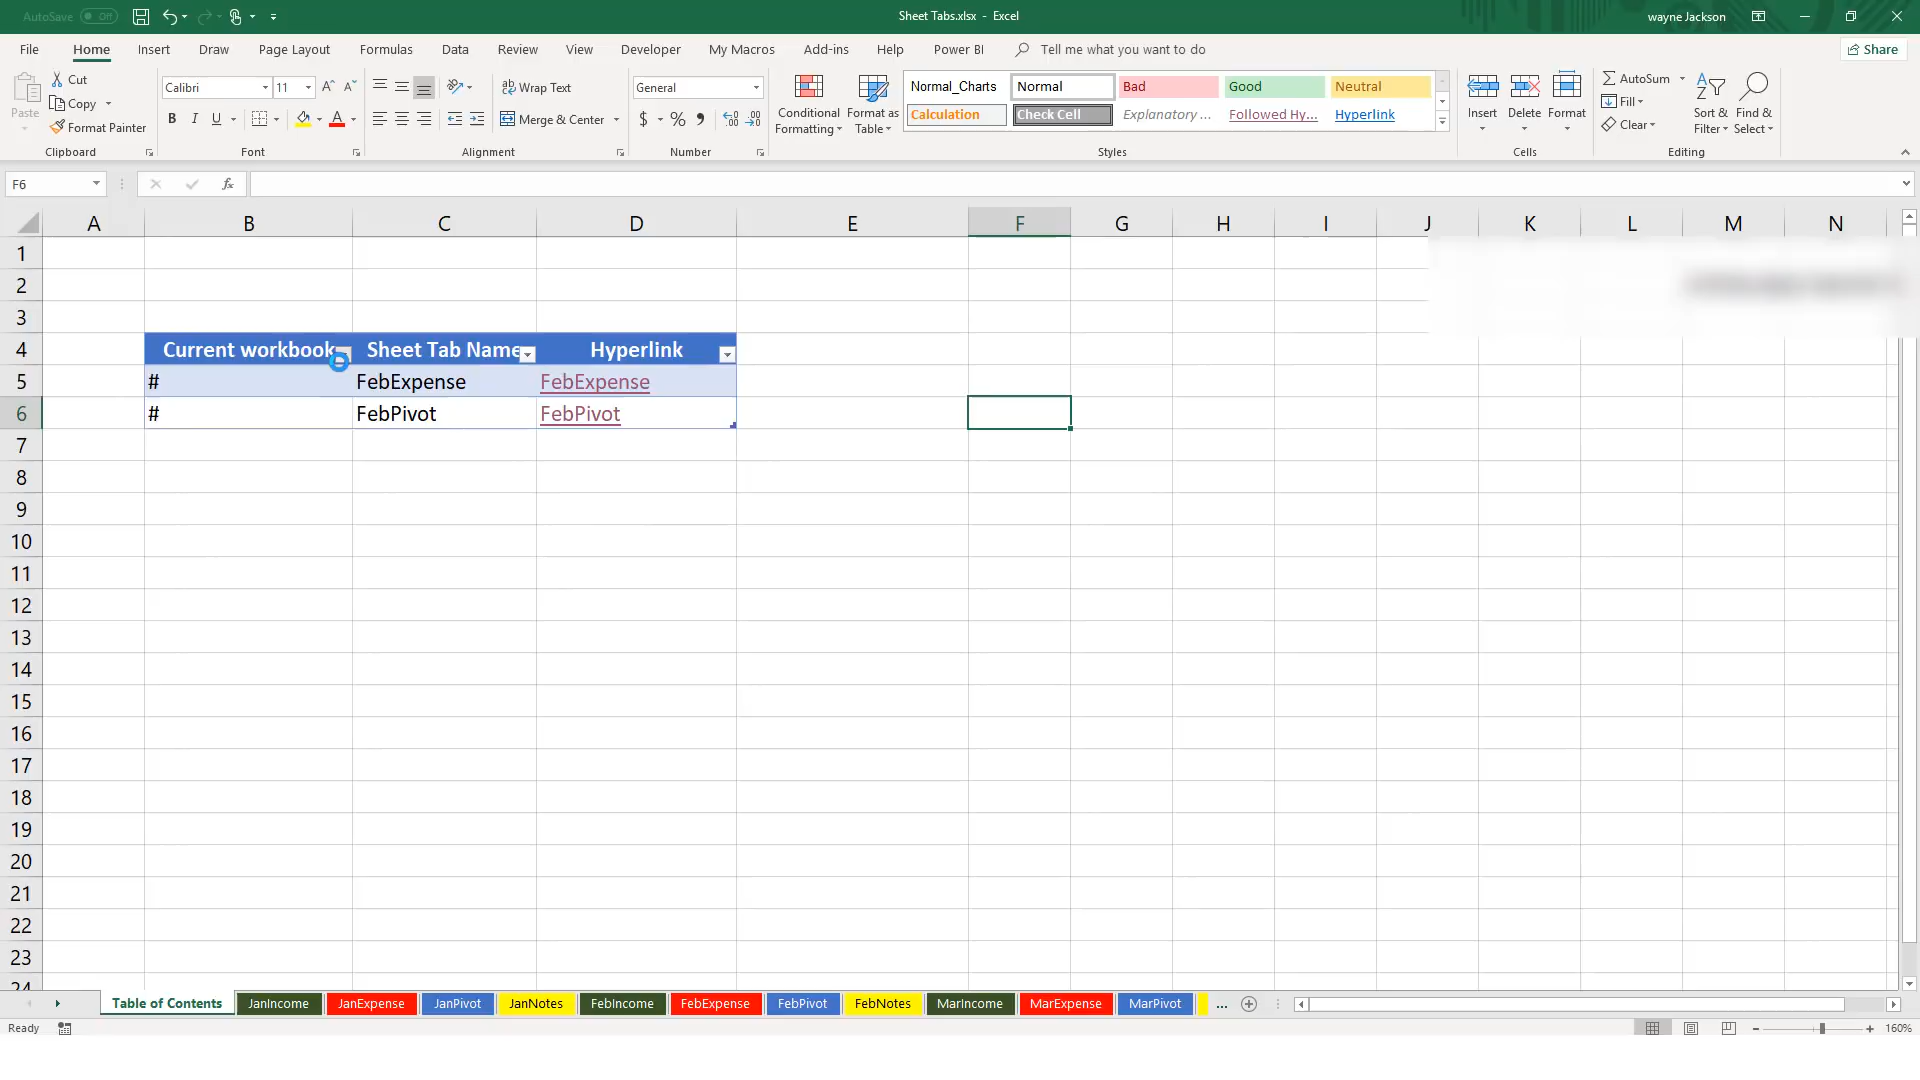 AutoSave Off Sheet Tabs.xlsx - Excel wayne Jackson
File Home Insert Draw Page Layout Formulas Data Review View Developer My Macros Add-ins Help Power BI Tell me what you want to do Share
Paste
Cut
Copy
Format Painter
Clipboard
Calibri 11
B I U
Font
Wrap Text
Merge & Center
Alignment
General
$ % ,
Number
Conditional Formatting
Format as Table
Normal_Charts Normal Bad Good Neutral
Calculation Check Cell Explanatory ... Followed Hy... Hyperlink
Styles
Insert Delete Format
Cells
AutoSum
Fill
Clear
Sort & Filter
Find & Select
Editing
F6 fx
A B C D E F G H I J K L M N
1
2
3
4 Current workbook Sheet Tab Name Hyperlink
5 # FebExpense FebExpense
6 # FebPivot FebPivot
7
8
9
10
11
12
13
14
15
16
17
18
19
20
21
22
23
24
Table of Contents JanIncome JanExpense JanPivot JanNotes FebIncome FebExpense FebPivot FebNotes MarIncome MarExpense MarPivot ...
Ready 160%